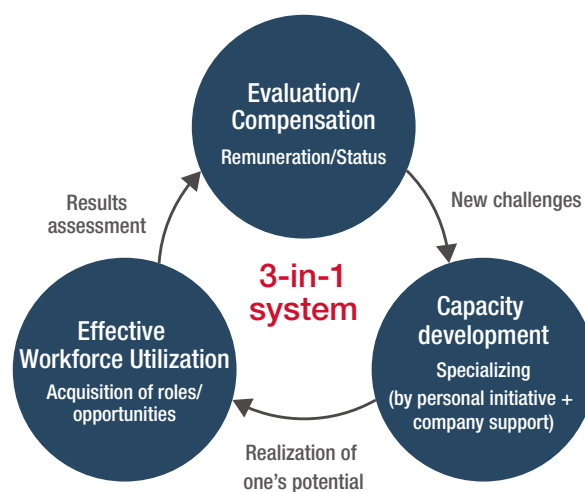 Evaluation/
Compensation
Remuneration/Status
Results
assessment
New challenges
3-in-1
system
Effective
Workforce Utilization
Acquisition of roles/
opportunities
Capacity
development
Specializing
(by personal initiative +
company support)
Realization of
one's potential